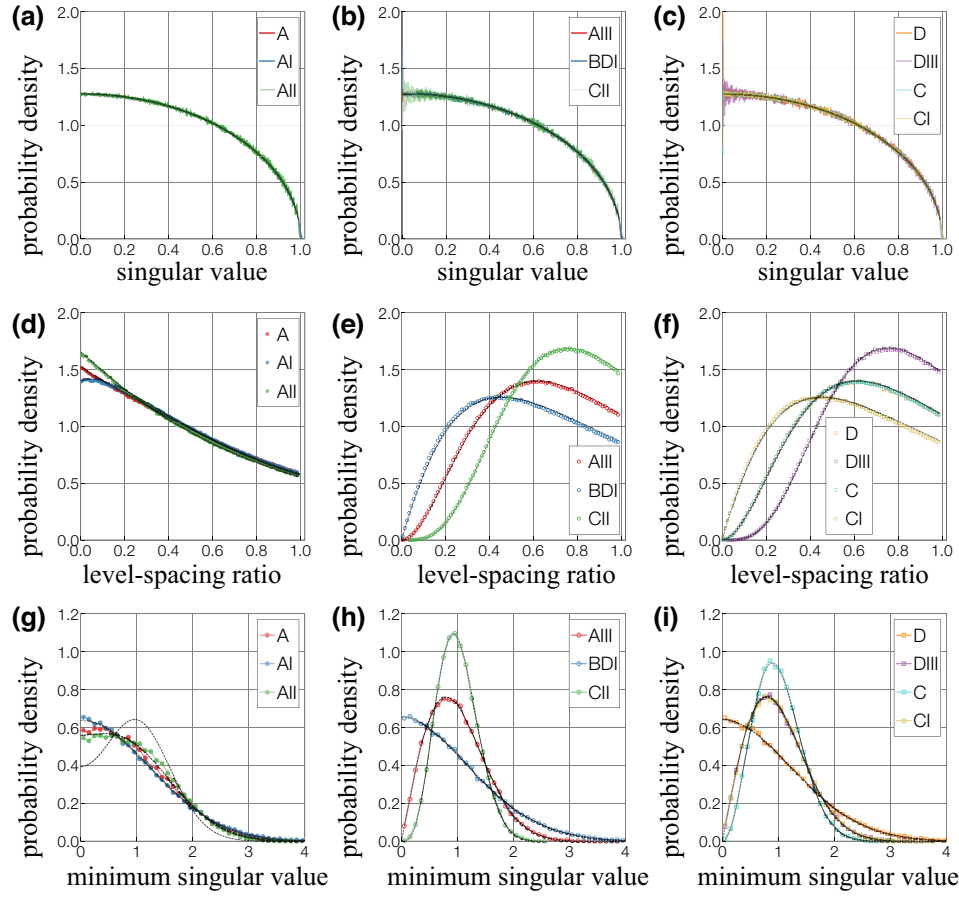 (a)
probability density
2.0
1.5
1.0
0.5
0.0
0.0 0.2 0.4 0.6 0.8 1.0
singular value
A
AI
AII
(b)
probability density
2.0
1.5
1.0
0.5
0.0
0.0 0.2 0.4 0.6 0.8 1.0
singular value
AIII
BDI
CII
(c)
probability density
2.0
1.5
1.0
0.5
0.0
0.0 0.2 0.4 0.6 0.8 1.0
singular value
D
DIII
C
CI
(d)
probability density
2.0
1.5
1.0
0.5
0.0
0.0 0.2 0.4 0.6 0.8 1.0
level-spacing ratio
A
AI
AII
(e)
probability density
2.0
1.5
1.0
0.5
0.0
0.0 0.2 0.4 0.6 0.8 1.0
level-spacing ratio
AIII
BDI
CII
(f)
probability density
2.0
1.5
1.0
0.5
0.0
0.0 0.2 0.4 0.6 0.8 1.0
level-spacing ratio
D
DIII
C
CI
(g)
probability density
1.2
1.0
0.8
0.6
0.4
0.2
0.0
0 1 2 3 4
minimum singular value
A
AI
AII
(h)
probability density
1.2
1.0
0.8
0.6
0.4
0.2
0.0
0 1 2 3 4
minimum singular value
AIII
BDI
CII
(i)
probability density
1.2
1.0
0.8
0.6
0.4
0.2
0.0
0 1 2 3 4
minimum singular value
D
DIII
C
CI